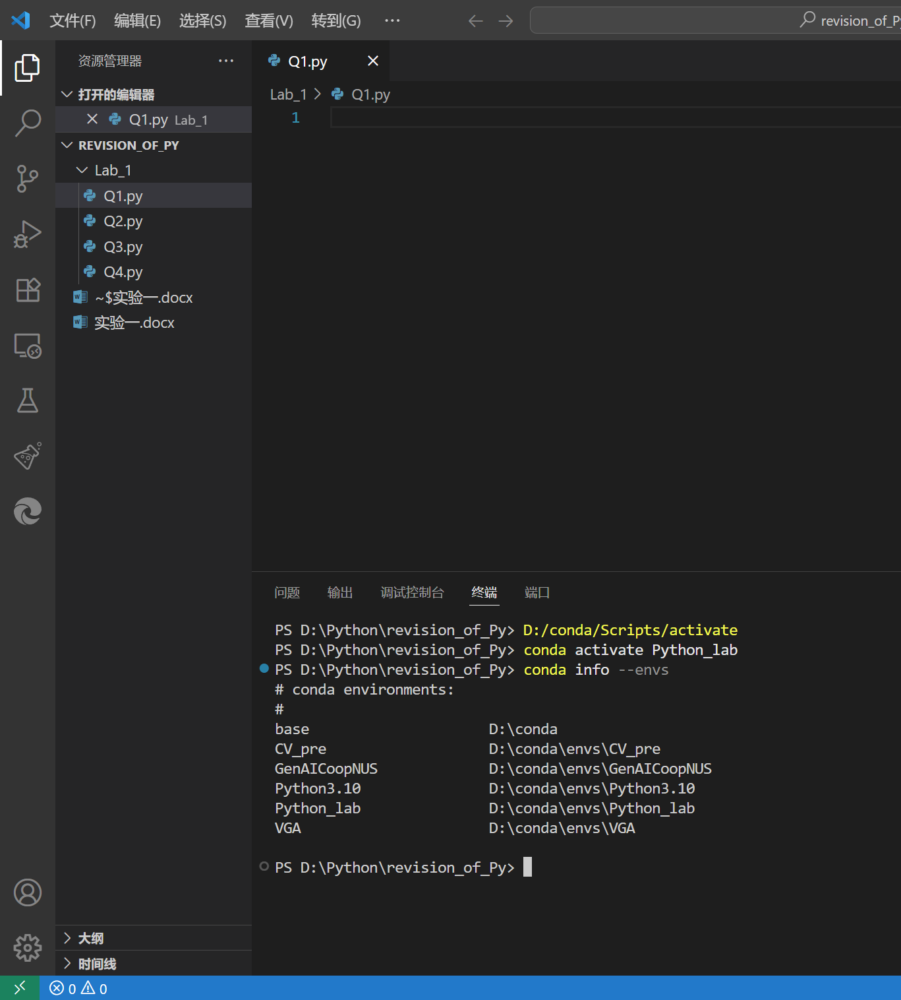 文件(F) 编辑(E) 选择(S) 查看(V) 转到(G) ··· revision_of_P
资源管理器 ···
打开的编辑器
Q1.py Lab_1
REVISION_OF_PY
Lab_1
Q1.py
Q2.py
Q3.py
Q4.py
~$实验一.docx
实验一.docx
大纲
时间线
Q1.py
Lab_1 > Q1.py
1
问题 输出 调试控制台 终端 端口
PS D:\Python\revision_of_Py> D:/conda/Scripts/activate
PS D:\Python\revision_of_Py> conda activate Python_lab
PS D:\Python\revision_of_Py> conda info --envs
# conda environments:
#
base D:\conda
CV_pre D:\conda\envs\CV_pre
GenAICoopNUS D:\conda\envs\GenAICoopNUS
Python3.10 D:\conda\envs\Python3.10
Python_lab D:\conda\envs\Python_lab
VGA D:\conda\envs\VGA
PS D:\Python\revision_of_Py>
0 0